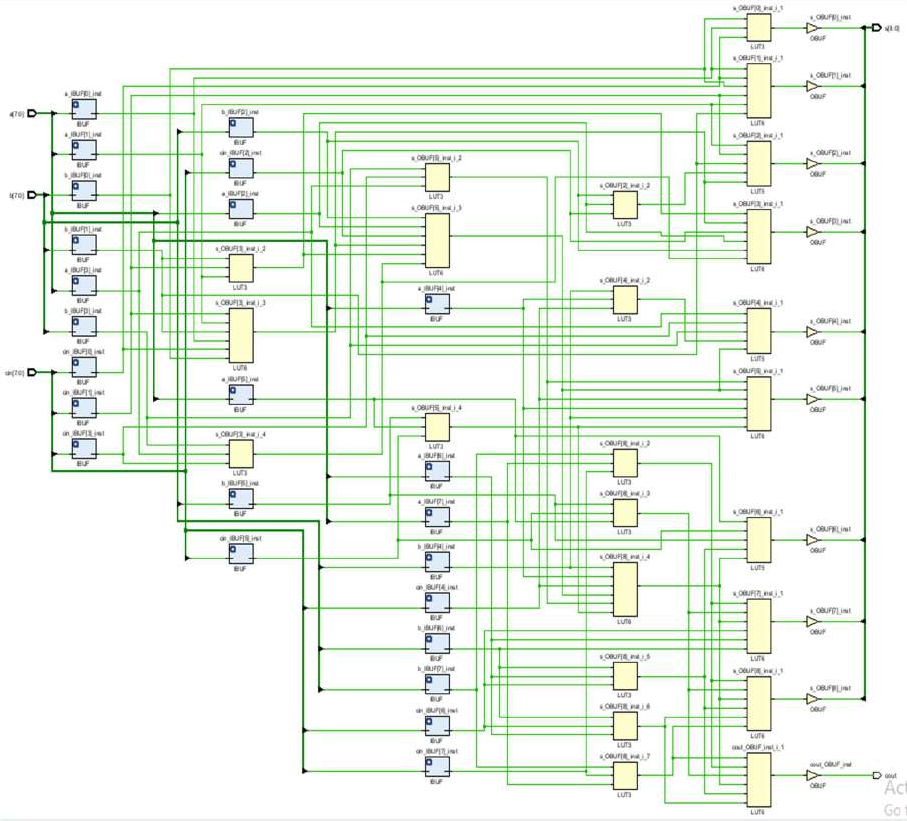 s_OBUF[0]_inst_i_1
s_OBUF[0]_inst
LUT3
OBUF
s[8:0]
s_OBUF[1]_inst_i_1
s_OBUF[1]_inst
LUT6
OBUF
a_IBUF[0]_inst
a[7:0]
IBUF
b_IBUF[2]_inst
IBUF
s_OBUF[2]_inst_i_1
s_OBUF[2]_inst
LUT5
OBUF
a_IBUF[1]_inst
IBUF
cin_IBUF[2]_inst
IBUF
s_OBUF[5]_inst_i_2
LUT3
b_IBUF[0]_inst
b[7:0]
IBUF
a_IBUF[2]_inst
IBUF
s_OBUF[5]_inst_i_3
LUT6
s_OBUF[2]_inst_i_2
LUT3
s_OBUF[3]_inst_i_1
s_OBUF[3]_inst
LUT6
OBUF
b_IBUF[1]_inst
IBUF
s_OBUF[3]_inst_i_2
LUT3
a_IBUF[3]_inst
IBUF
a_IBUF[4]_inst
IBUF
s_OBUF[4]_inst_i_2
LUT3
s_OBUF[4]_inst_i_1
s_OBUF[4]_inst
LUT5
OBUF
b_IBUF[3]_inst
IBUF
s_OBUF[3]_inst_i_3
LUT6
cin_IBUF[0]_inst
cin[7:0]
IBUF
s_OBUF[5]_inst_i_1
s_OBUF[5]_inst
LUT6
OBUF
cin_IBUF[1]_inst
IBUF
a_IBUF[5]_inst
IBUF
s_OBUF[5]_inst_i_4
LUT3
cin_IBUF[3]_inst
IBUF
s_OBUF[3]_inst_i_4
LUT3
a_IBUF[6]_inst
IBUF
s_OBUF[8]_inst_i_2
LUT3
b_IBUF[5]_inst
IBUF
a_IBUF[7]_inst
IBUF
s_OBUF[8]_inst_i_3
LUT3
s_OBUF[6]_inst_i_1
s_OBUF[6]_inst
LUT5
OBUF
cin_IBUF[5]_inst
IBUF
b_IBUF[4]_inst
IBUF
s_OBUF[8]_inst_i_4
LUT6
cin_IBUF[4]_inst
IBUF
s_OBUF[7]_inst_i_1
s_OBUF[7]_inst
LUT6
OBUF
b_IBUF[6]_inst
IBUF
s_OBUF[8]_inst_i_5
LUT3
b_IBUF[7]_inst
IBUF
s_OBUF[8]_inst_i_1
s_OBUF[8]_inst
LUT6
OBUF
cin_IBUF[6]_inst
IBUF
s_OBUF[8]_inst_i_6
LUT3
cin_IBUF[7]_inst
IBUF
s_OBUF[8]_inst_i_7
LUT3
cout_OBUF_inst_i_1
cout_OBUF_inst
LUT6
OBUF
cout
Act
Go t